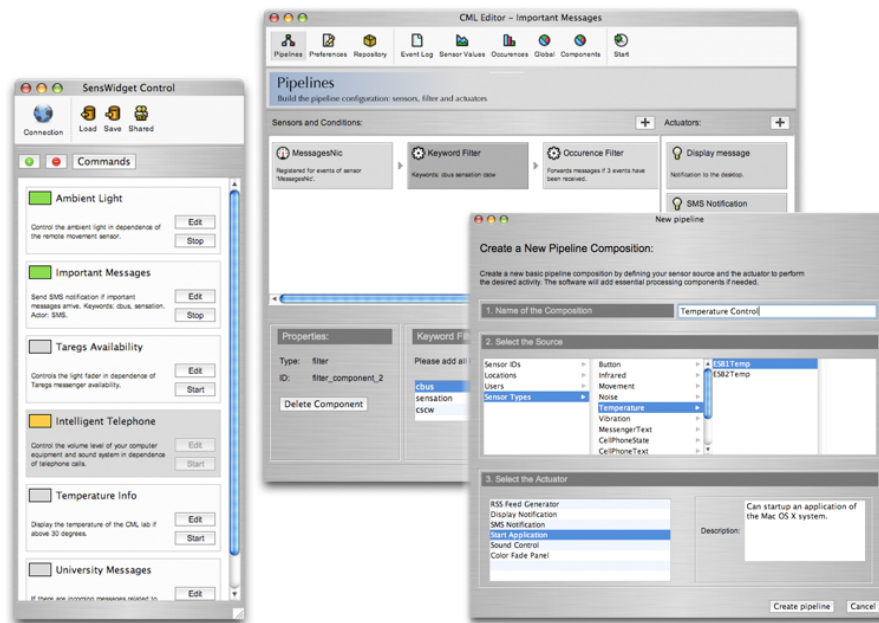 SensWidget Control
Connection
Load
Save
Shared
Commands
Ambient Light
Control the ambient light in dependence of
the remote movement sensor.
Edit
Stop
Important Messages
Send SMS notification if important
messages arrive. Keywords: cbus, sensation.
Actor: SMS.
Edit
Stop
Taregs Availability
Controls the light fader in dependence of
Taregs messenger availability.
Edit
Start
Intelligent Telephone
Control the volume level of your computer
equipment and sound system in dependence
of telephone calls.
Edit
Start
Temperature Info
Display the temperature of the CML lab if
above 30 degrees.
Edit
Start
University Messages
If there are incoming messages related to
Edit
CML Editor - Important Messages
Pipelines
Preferences
Repository
Event Log
Sensor Values
Occurences
Global
Components
Start
Pipelines
Build the pipeline configuration: sensors, filter and actuators
Sensors and Conditions:
Actuators:
MessagesNic
Registered for events of sensor
'MessagesNic'.
Keyword Filter
Keywords: cbus sensation cscw
Occurence Filter
Forwards messages if 3 events have
been received.
Display message
Notification to the desktop.
SMS Notification
Properties:
Type: filter
ID: filter_component_2
Delete Component
Keyword Fil
Please add all
cbus
sensation
cscw
New pipeline
Create a New Pipeline Composition:
Create a new basic pipeline composition by defining your sensor source and the actuator to perform
the desired activity. The software will add essential processing components if needed.
1. Name of the Composition
Temperature Control
2. Select the Source
Sensor IDs
Locations
Users
Sensor Types
Button
Infrared
Movement
Noise
Temperature
Vibration
MessengerText
CellPhoneState
CellPhoneText
ESB1Temp
ESB2Temp
3. Select the Actuator
RSS Feed Generator
Display Notification
SMS Notification
Start Application
Sound Control
Color Fade Panel
Description:
Can startup an application of
the Mac OS X system.
Create pipeline
Cancel